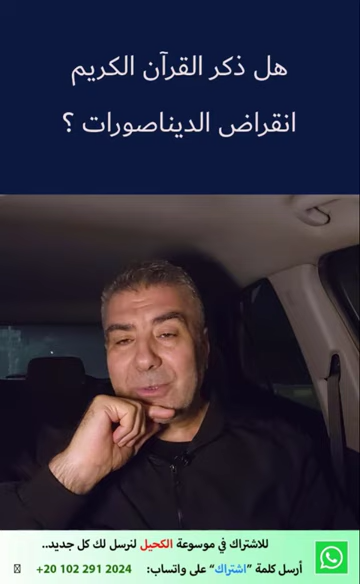 هل ذكر القرآن الكريم
انقراض الديناصورات ؟
للاشتراك في موسوعة الكحيل لنرسل لك كل جديد..
أرسل كلمة “اشتراك” على واتساب: +20 102 291 2024